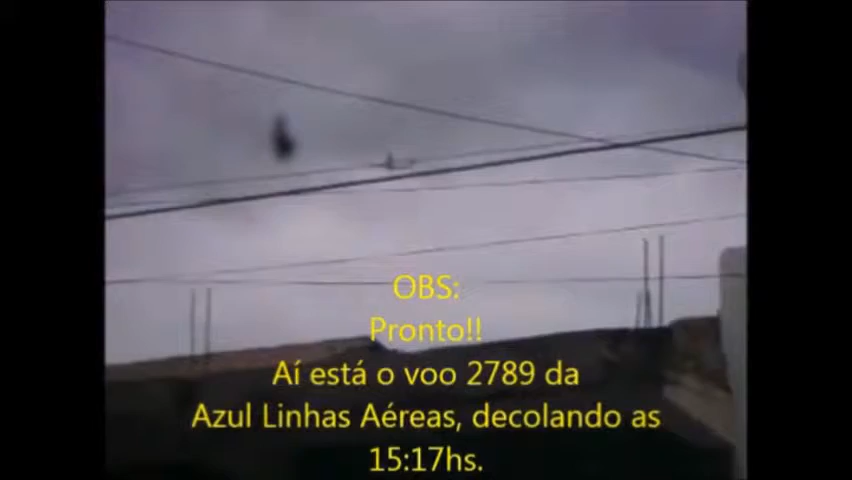 OBS:
Pronto!!
Aí está o voo 2789 da
Azul Linhas Aéreas, decolando as
15:17hs.